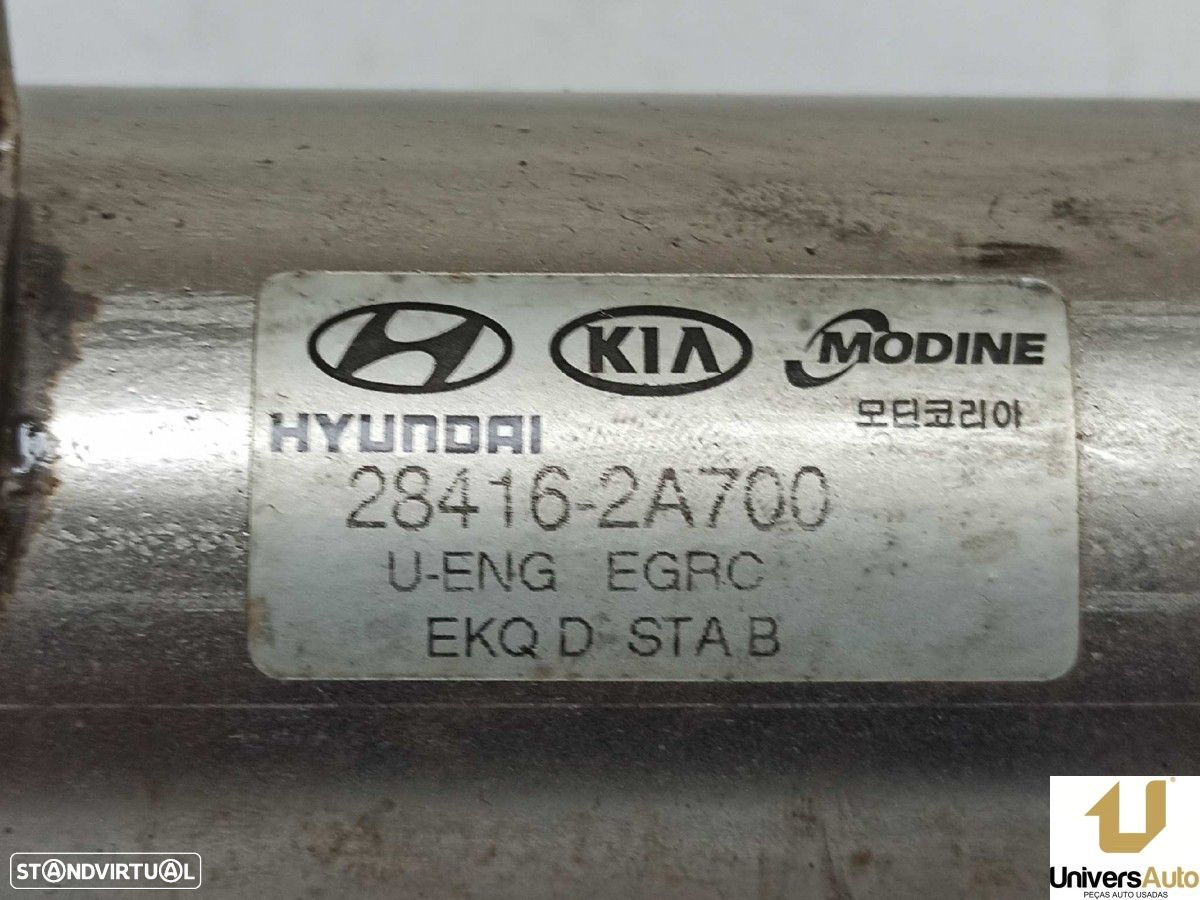 KIA
MODINE
모딘코리아
HYUNDAI
28416-2A700
U-ENG EGRC
EKQ D STA B
STANDVIRTUAL
UniversAuto
PEÇAS AUTO USADAS